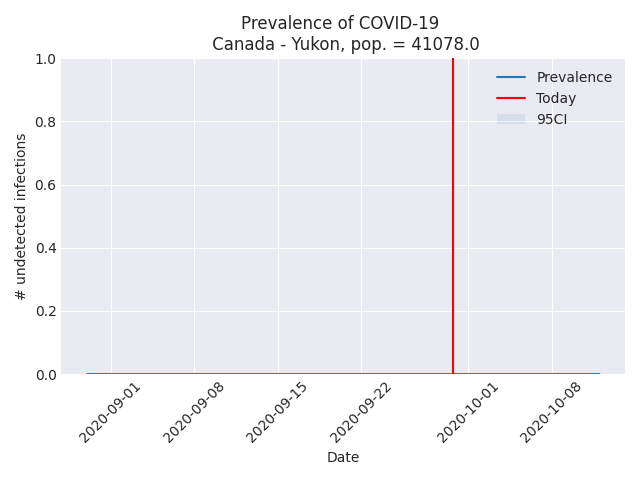 Prevalence of COVID-19
Canada - Yukon, pop. = 41078.0
1.0
0.8
0.6
0.4
0.2
0.0
# undetected infections
Prevalence
Today
95CI
2020-09-01
2020-09-08
2020-09-15
2020-09-22
2020-10-01
2020-10-08
Date